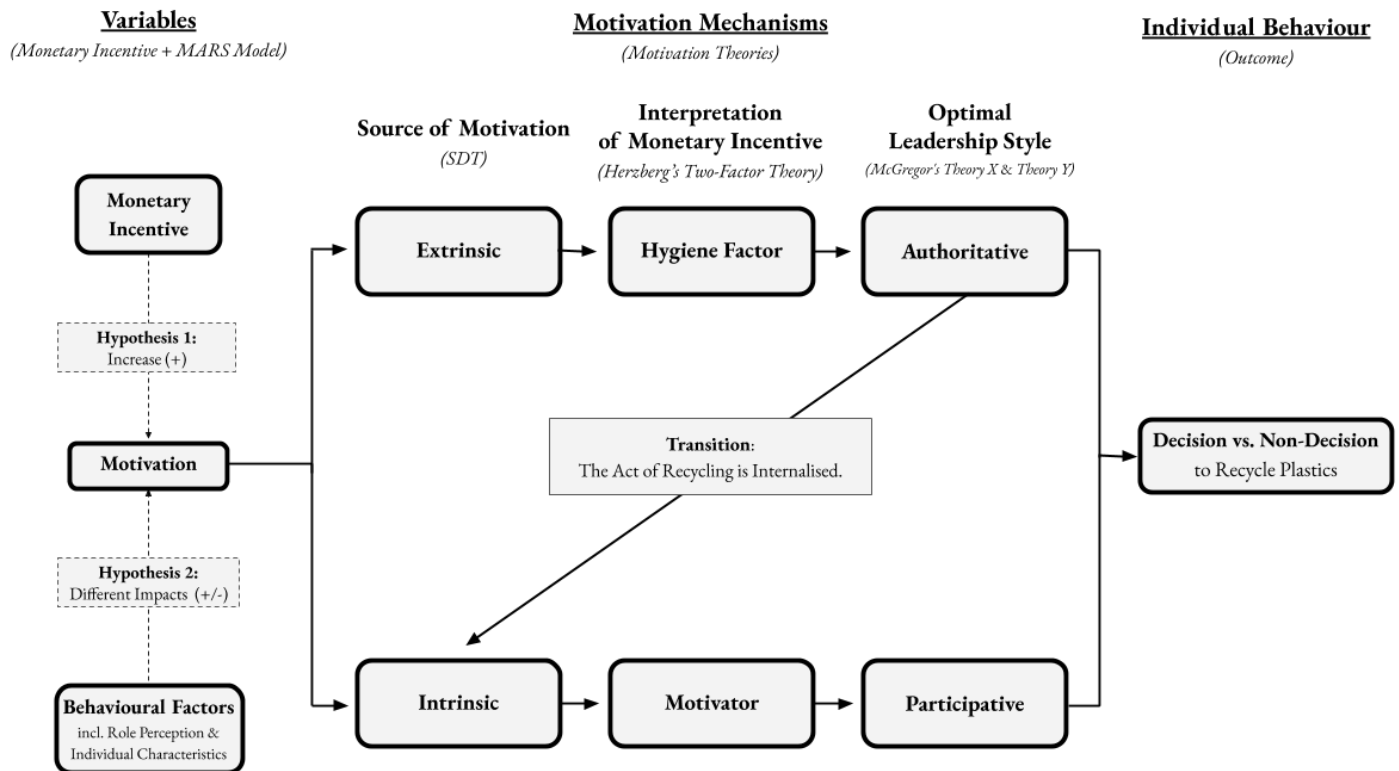 Variables
(Monetary Incentive + MARS Model)
Motivation Mechanisms
(Motivation Theories)
Individual Behaviour
(Outcome)
Source of Motivation
(SDT)
Interpretation
of Monetary Incentive
(Herzberg's Two-Factor Theory)
Optimal
Leadership Style
(McGregor's Theory X & Theory Y)
Monetary
Incentive
Extrinsic
Hygiene Factor
Authoritative
Hypothesis 1:
Increase (+)
Motivation
Transition:
The Act of Recycling is Internalised.
Decision vs. Non-Decision
to Recycle Plastics
Hypothesis 2:
Different Impacts (+/-)
Behavioural Factors
incl. Role Perception &
Individual Characteristics
Intrinsic
Motivator
Participative